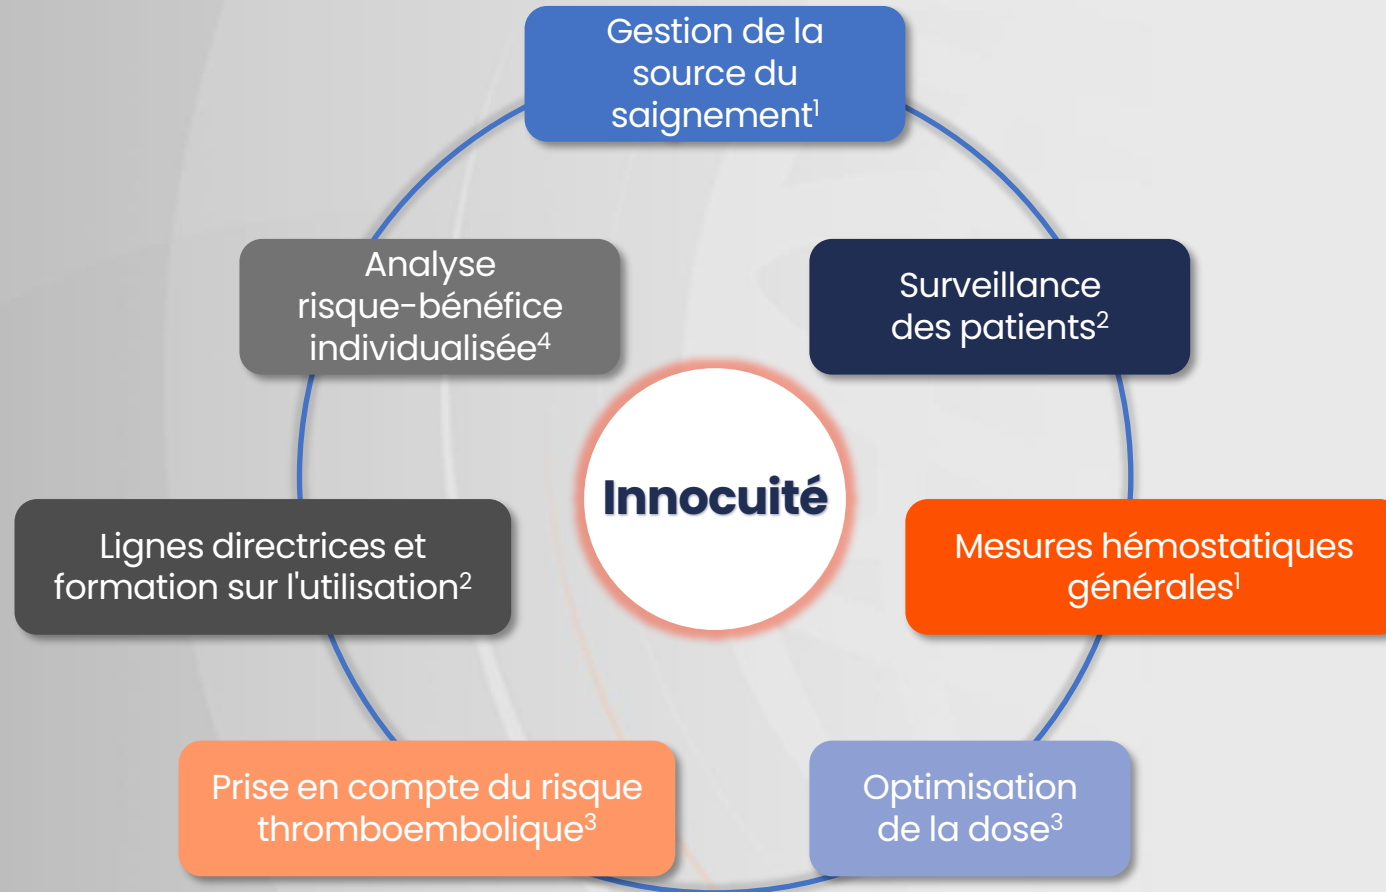 Gestion de la
source du
saignement¹
Analyse
risque-bénéfice
individualisée⁴
Surveillance
des patients²
Innocuité
Lignes directrices et
formation sur l'utilisation²
Mesures hémostatiques
générales¹
Prise en compte du risque
thromboembolique³
Optimisation
de la dose³